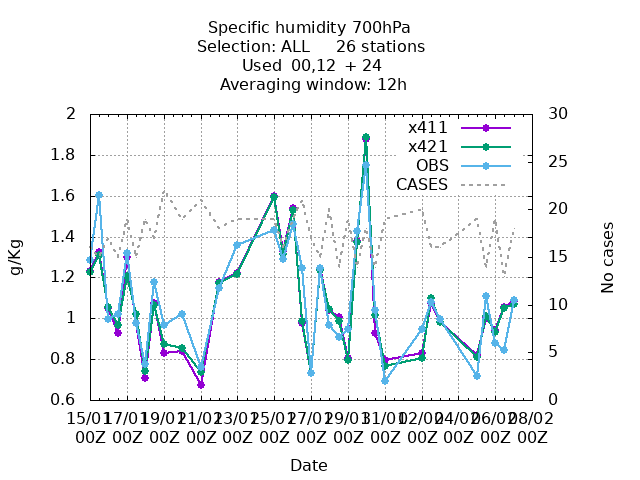 Specific humidity 700hPa
Selection: ALL 26 stations
Used 00,12 + 24
Averaging window: 12h
g/Kg
2
1.8
1.6
1.4
1.2
1
0.8
0.6
30
25
20
15
10
5
0
No cases
x411
x421
OBS
CASES
15/01 17/01 19/01 21/01 23/01 25/01 27/01 29/01 31/01 02/02 04/02 06/02 08/02
00Z 00Z 00Z 00Z 00Z 00Z 00Z 00Z 00Z 00Z 00Z 00Z 00Z
Date